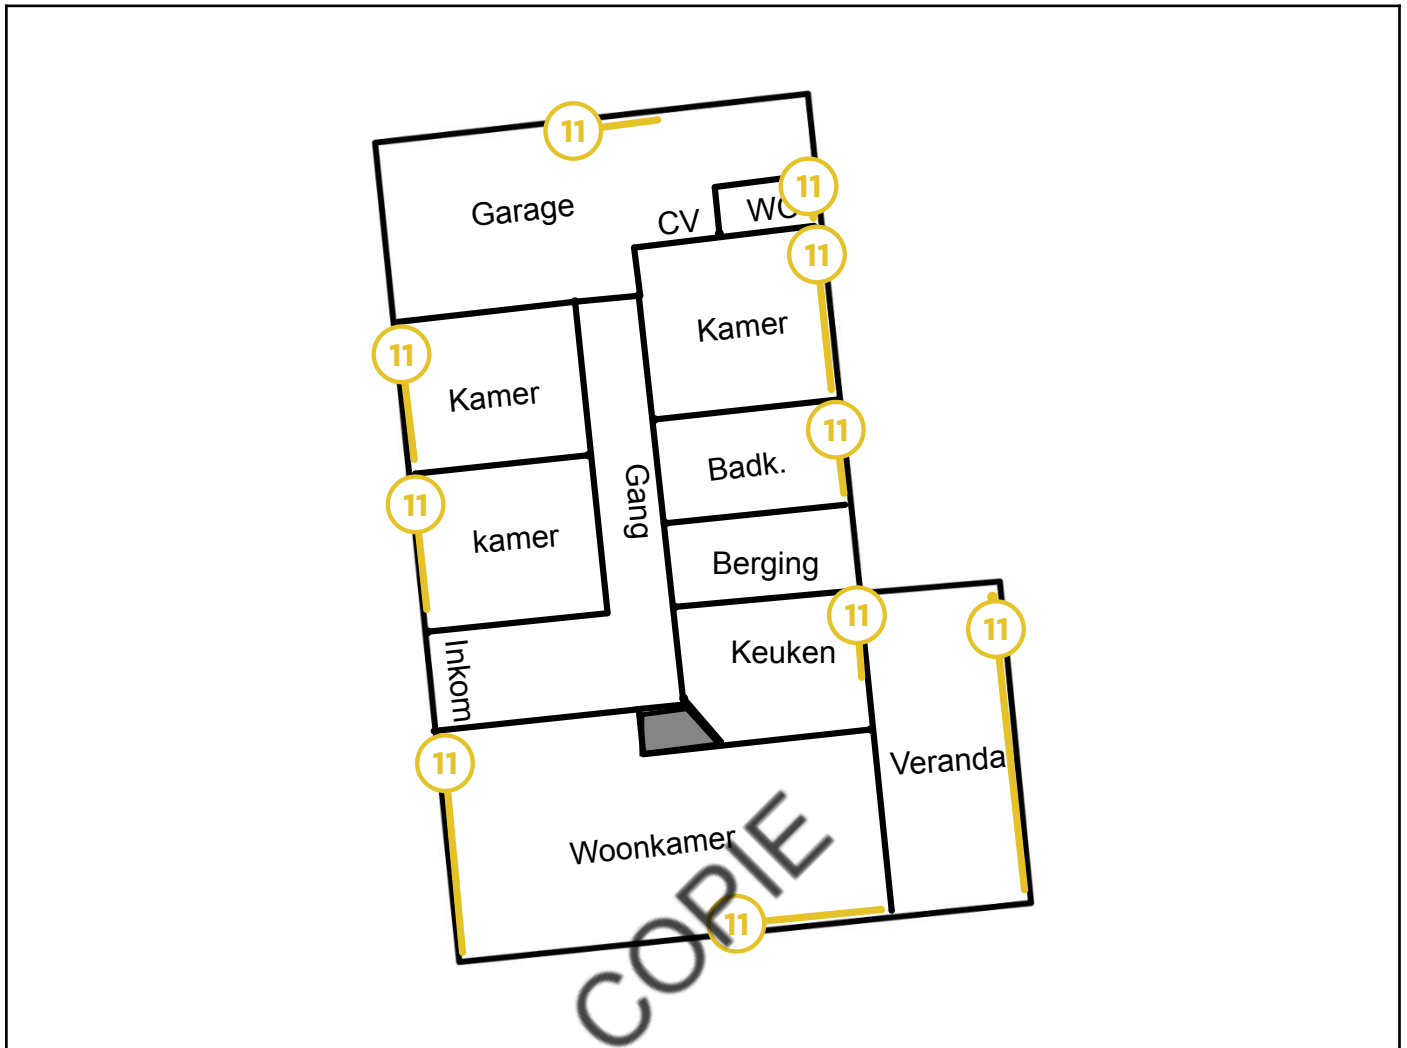 11
Garage
CV
WC
11
11
Kamer
11
Kamer
11
Badk.
Gang
11
kamer
Berging
11
Keuken
11
Inkom
11
Veranda
Woonkamer
11
COPIE